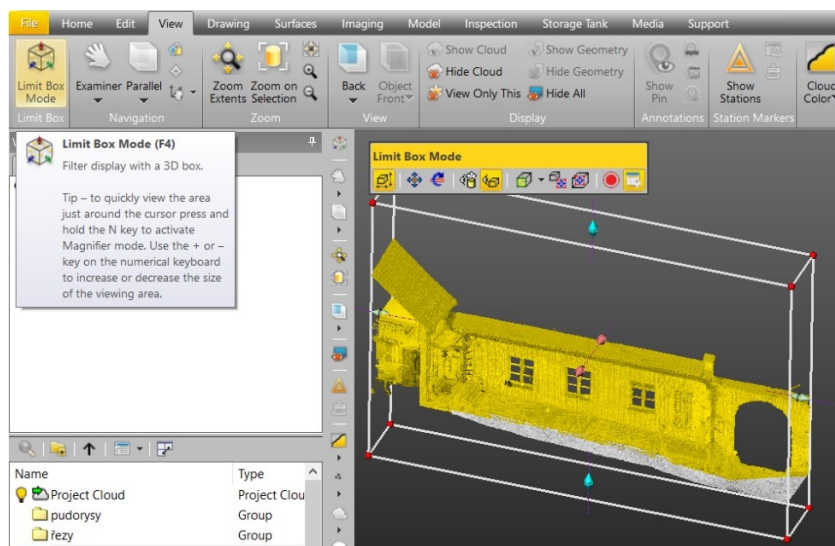 File Home Edit View Drawing Surfaces Imaging Model Inspection Storage Tank Media Support
Limit Box Mode
Examiner
Parallel
Zoom Extents
Zoom on Selection
Back
Object Front
Show Cloud
Hide Cloud
View Only This
Show Geometry
Hide Geometry
Hide All
Show Pin
Show Stations
Cloud Color
Limit Box Navigation Zoom View Display Annotations Station Markers
Limit Box Mode (F4)
Filter display with a 3D box.
Tip – to quickly view the area
just around the cursor press and
hold the N key to activate
Magnifier mode. Use the + or –
key on the numerical keyboard
to increase or decrease the size
of the viewing area.
Limit Box Mode
Name Type
Project Cloud Project Clou
pudorysy Group
řezy Group